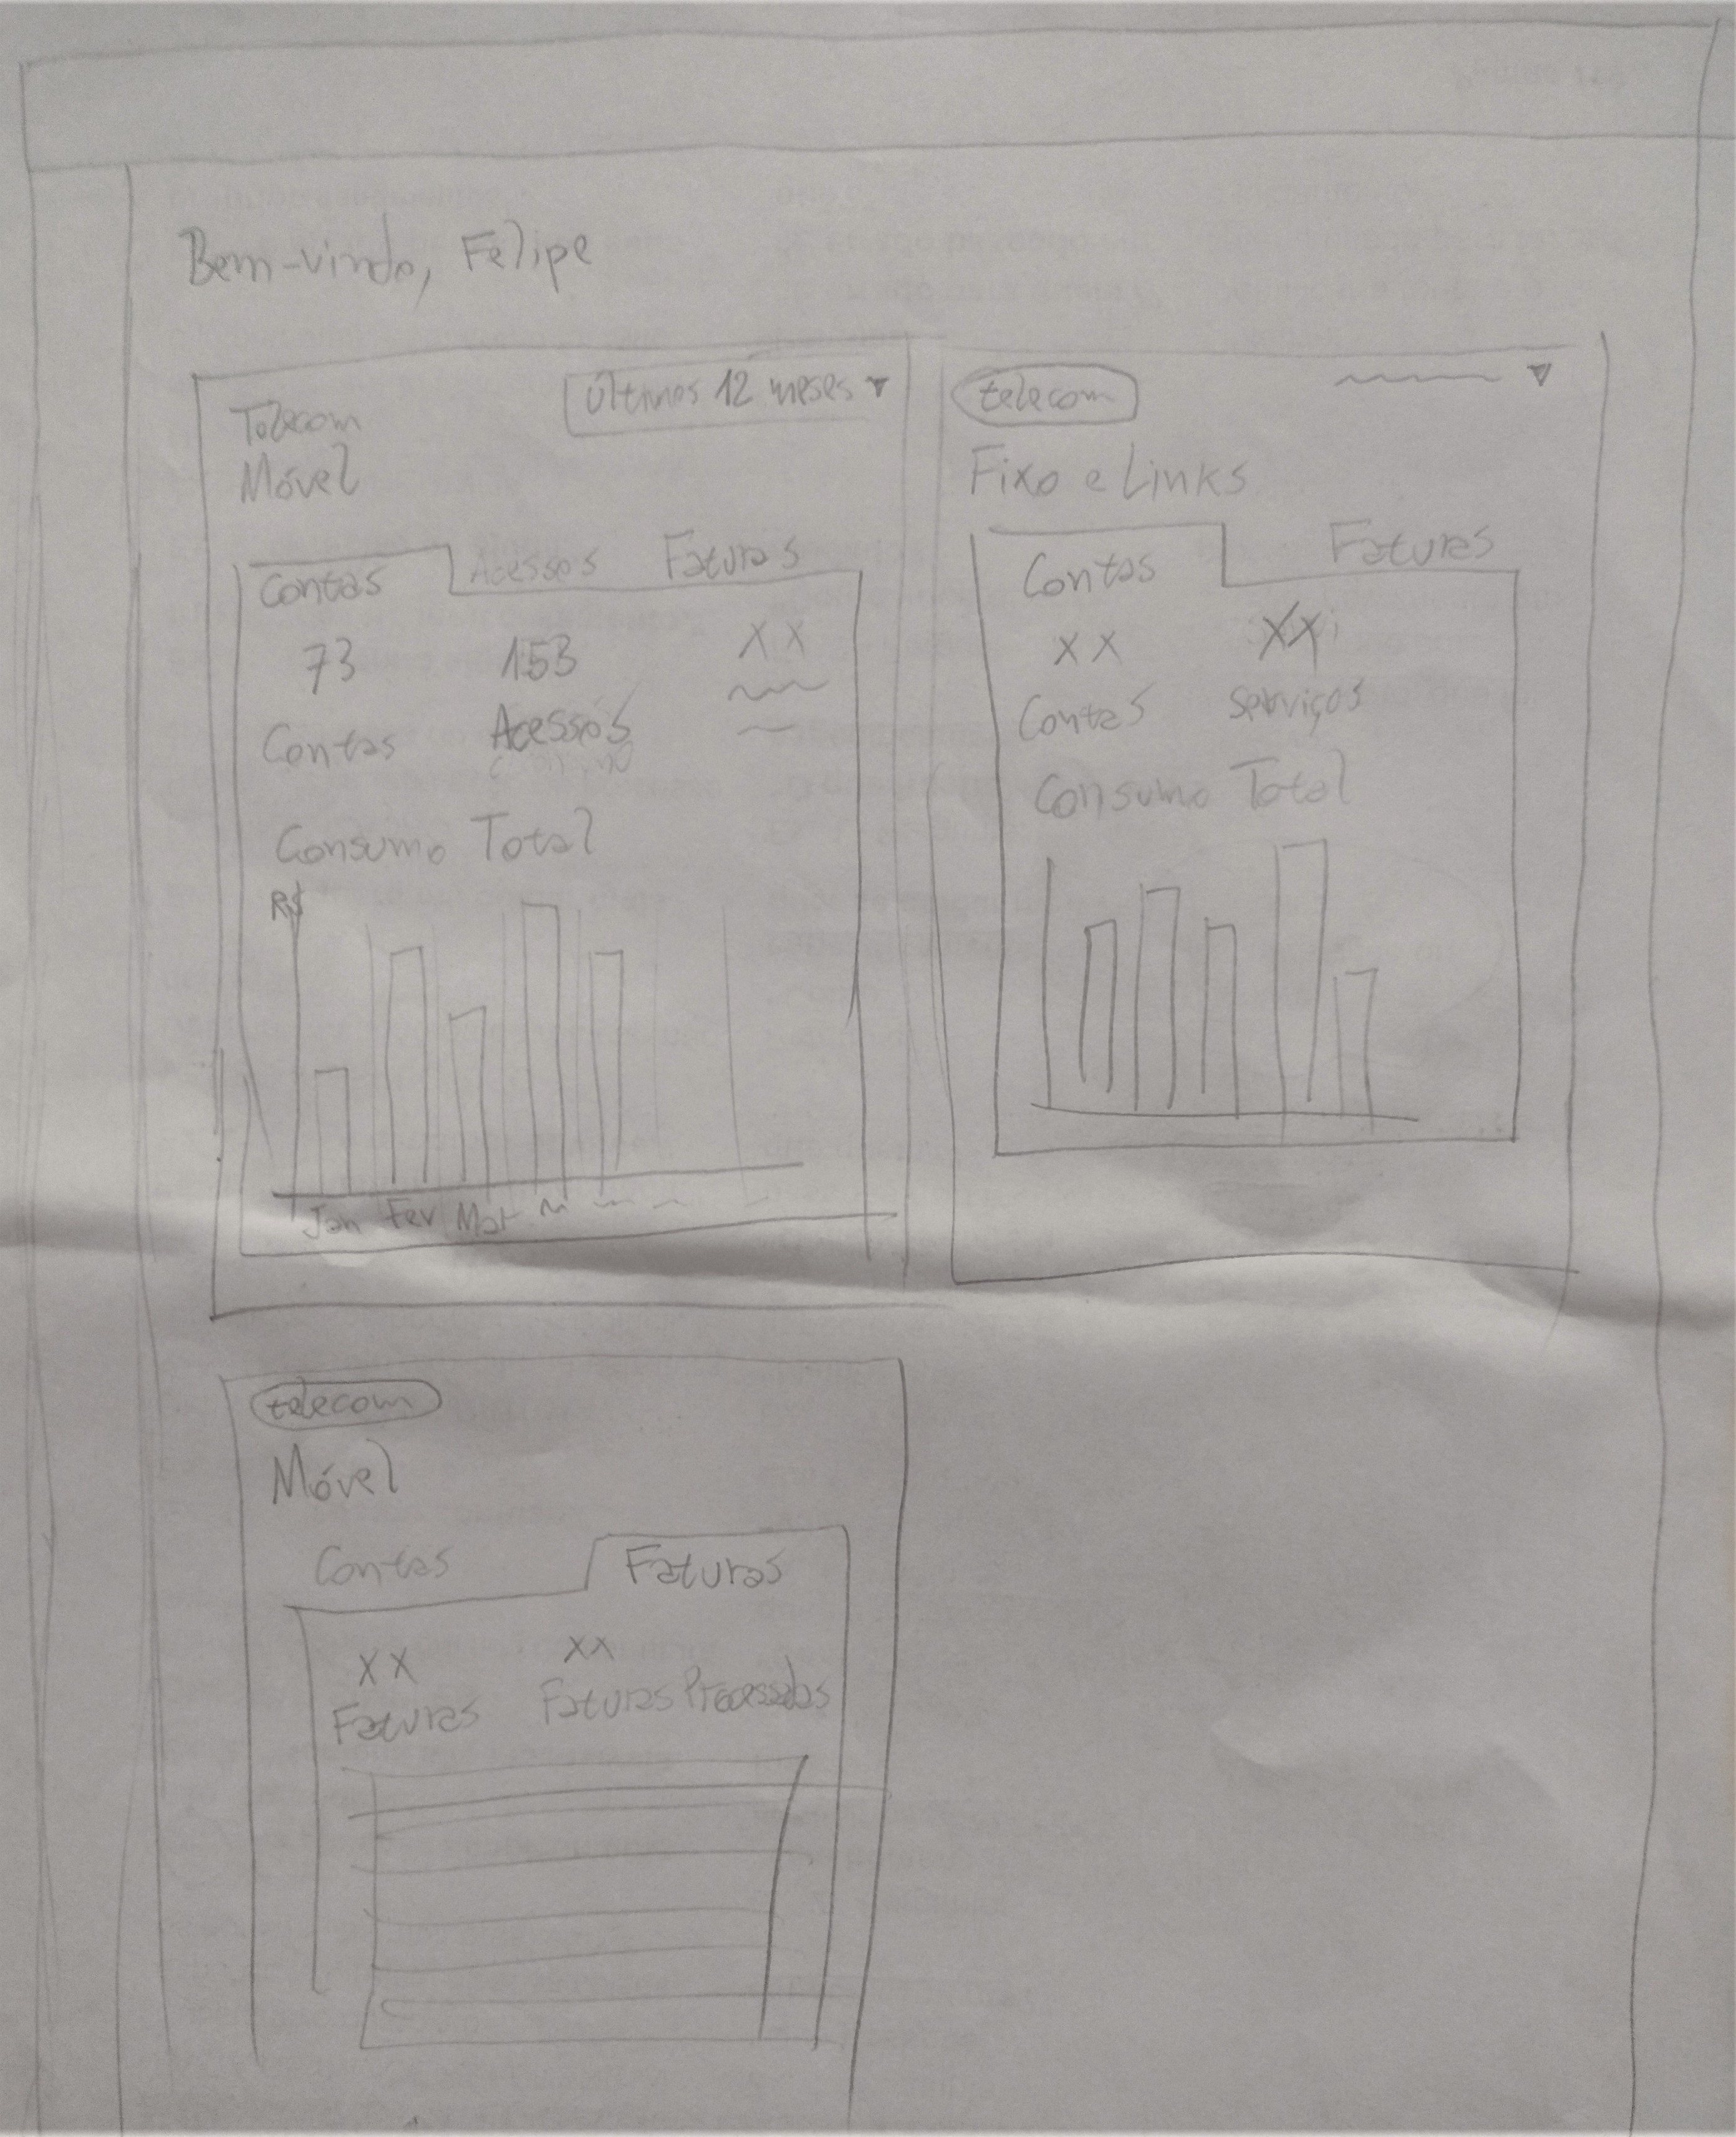 Bem-vindo, Felipe
Telecom
Móvel
Últimos 12 meses
Contas Acessos Faturas
73 153 XX
Contas Acessos
Consumo Total
R$
Jan Fev Mar
telecom
Fixo e Links
Contas Faturas
XX XX
Contas serviços
Consumo Total
telecom
Móvel
Contas Faturas
XX XX
Faturas Faturas Processadas